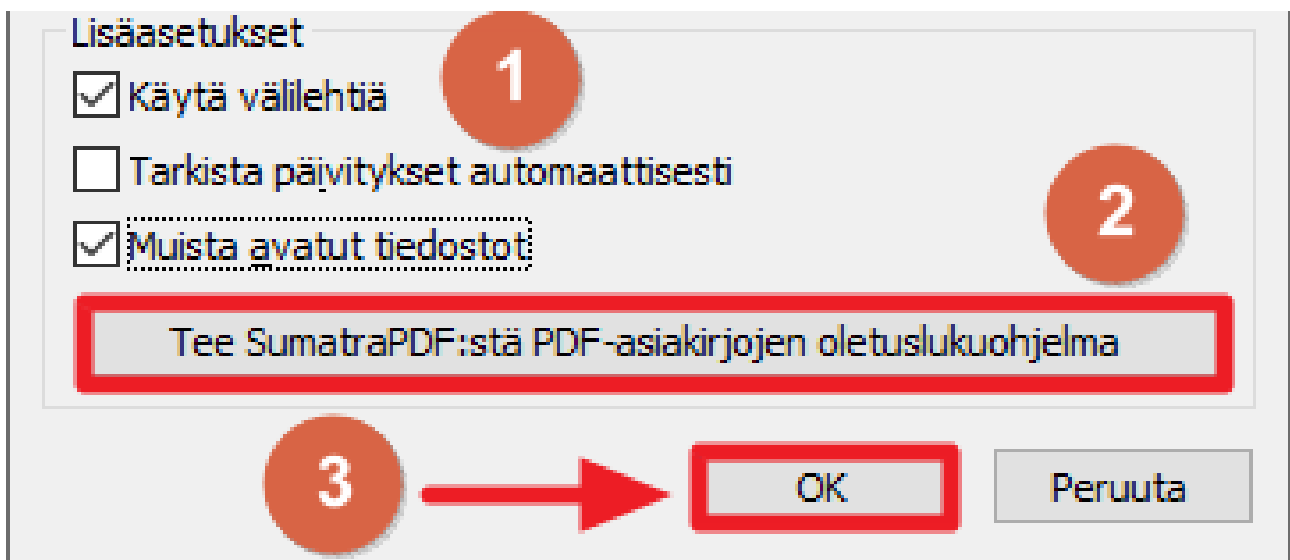 Lisäasetukset
1
Käytä välilehtiä
Tarkista päivitykset automaattisesti
2
Muista avatut tiedostot
Tee SumatraPDF:stä PDF-asiakirjojen oletuslukuohjelma
3
OK
Peruuta